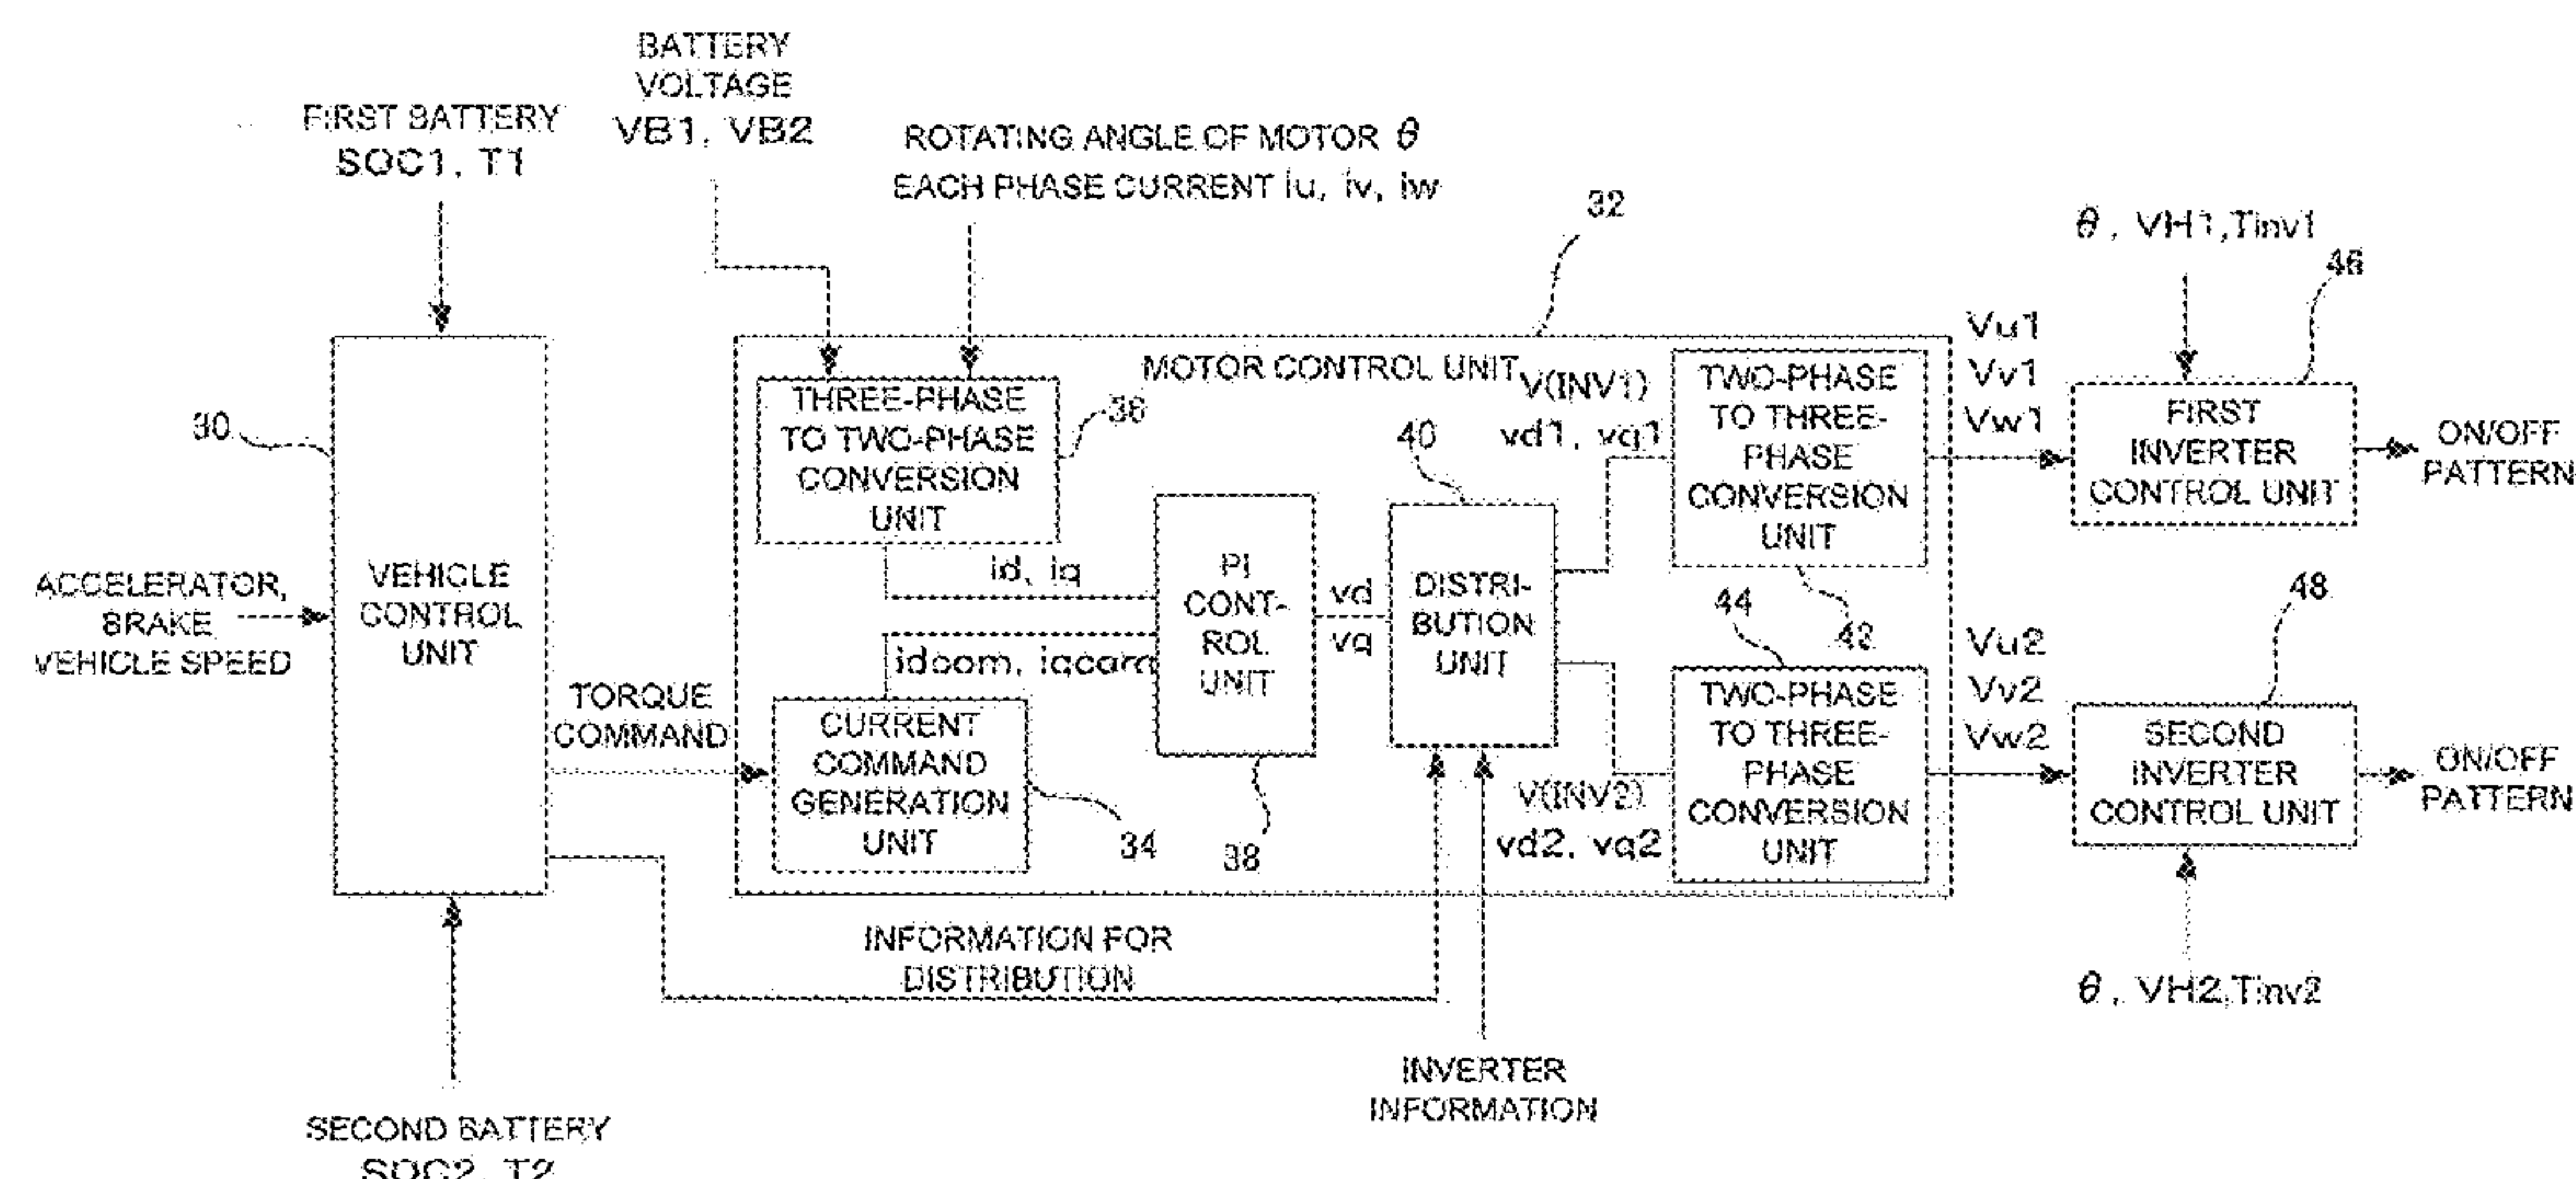 BATTERY
VOLTAGE
VB1, VB2
FIRST BATTERY
SOC1, T1
ROTATING ANGLE OF MOTOR θ
EACH PHASE CURRENT iu, iv, iw
32
θ, VH1,Tinv1
46
30
MOTOR CONTROL UNIT
THREE-PHASE
TO TWO-PHASE
CONVERSION
UNIT
36
V(INV1)
vd1, vq1
40
TWO-PHASE
TO THREE-
PHASE
CONVERSION
UNIT
42
Vu1
Vv1
Vw1
FIRST
INVERTER
CONTROL UNIT
ON/OFF
PATTERN
ACCELERATOR,
BRAKE
VEHICLE SPEED
VEHICLE
CONTROL
UNIT
id, iq
idcom, iqcom
PI
CONT-
ROL
UNIT
38
vd
vq
DISTRI-
BUTION
UNIT
44
48
TORQUE
COMMAND
CURRENT
COMMAND
GENERATION
UNIT
34
V(INV2)
vd2, vq2
TWO-PHASE
TO THREE-
PHASE
CONVERSION
UNIT
Vu2
Vv2
Vw2
SECOND
INVERTER
CONTROL UNIT
ON/OFF
PATTERN
INFORMATION FOR
DISTRIBUTION
θ, VH2,Tinv2
INVERTER
INFORMATION
SECOND BATTERY
SOC2, T2